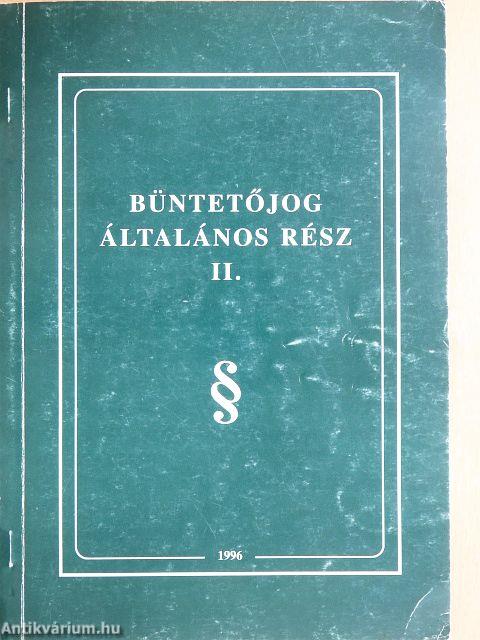 BÜNTETŐJOG
ÁLTALÁNOS RÉSZ
II.
§
1996
Antikvárium.hu